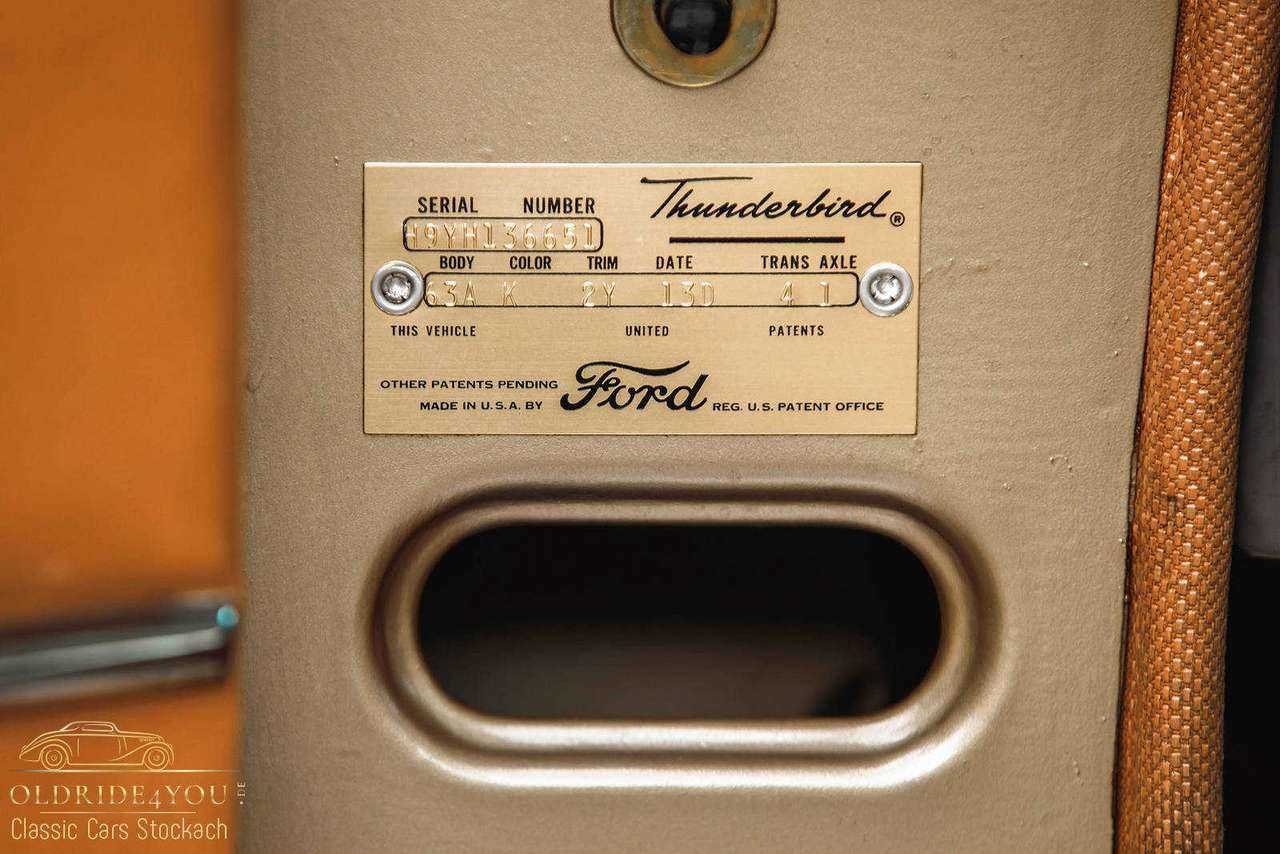 SERIAL NUMBER
Thunderbird®
H9YH136651
BODY COLOR TRIM DATE TRANS AXLE
63A K 2Y 13D 4 1
THIS VEHICLE UNITED PATENTS
OTHER PATENTS PENDING
MADE IN U.S.A. BY Ford REG. U.S. PATENT OFFICE
OLDRIDE4YOU.DE
Classic Cars Stockach